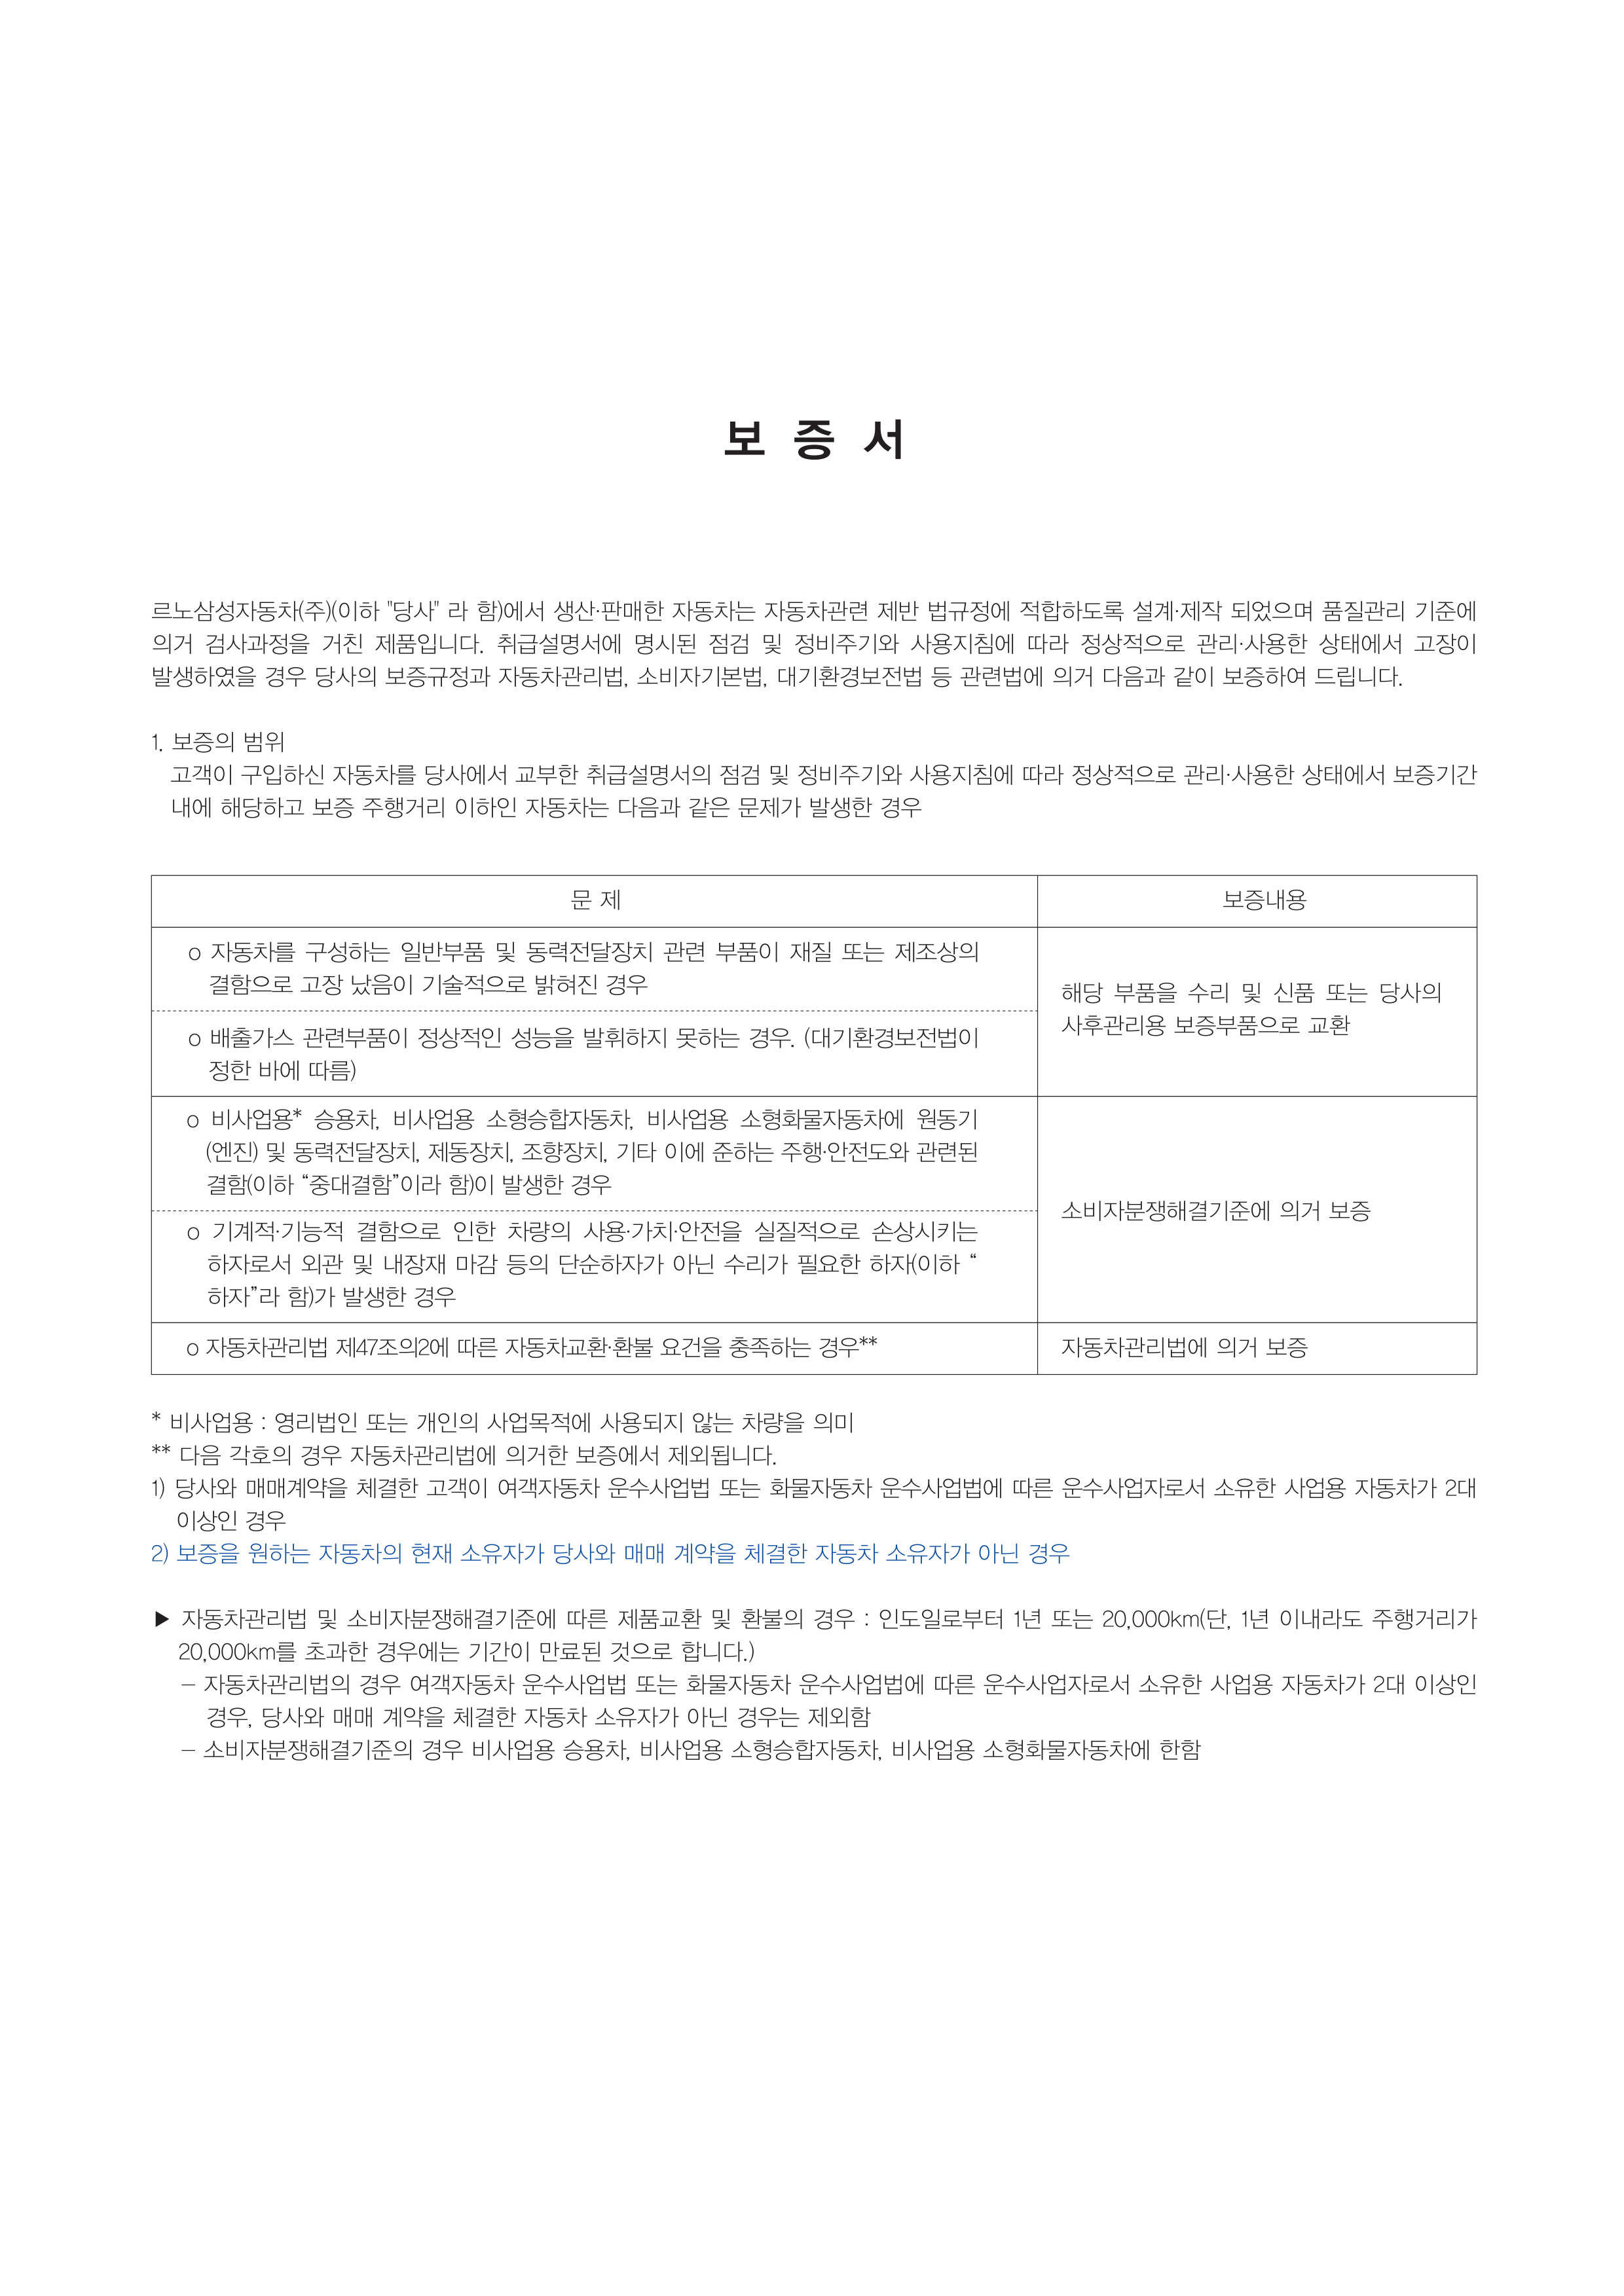 보 증 서
르노삼성자동차(주)(이하 "당사" 라 함)에서 생산·판매한 자동차는 자동차관련 제반 법규정에 적합하도록 설계·제작 되었으며 품질관리 기준에
의거 검사과정을 거친 제품입니다. 취급설명서에 명시된 점검 및 정비주기와 사용지침에 따라 정상적으로 관리·사용한 상태에서 고장이
발생하였을 경우 당사의 보증규정과 자동차관리법, 소비자기본법, 대기환경보전법 등 관련법에 의거 다음과 같이 보증하여 드립니다.
1. 보증의 범위
고객이 구입하신 자동차를 당사에서 교부한 취급설명서의 점검 및 정비주기와 사용지침에 따라 정상적으로 관리·사용한 상태에서 보증기간
내에 해당하고 보증 주행거리 이하인 자동차는 다음과 같은 문제가 발생한 경우
문 제
보증내용
o 자동차를 구성하는 일반부품 및 동력전달장치 관련 부품이 재질 또는 제조상의
결함으로 고장 났음이 기술적으로 밝혀진 경우
o 배출가스 관련부품이 정상적인 성능을 발휘하지 못하는 경우. (대기환경보전법이
정한 바에 따름)
해당 부품을 수리 및 신품 또는 당사의
사후관리용 보증부품으로 교환
o 비사업용* 승용차, 비사업용 소형승합자동차, 비사업용 소형화물자동차에 원동기
(엔진) 및 동력전달장치, 제동장치, 조향장치, 기타 이에 준하는 주행·안전도와 관련된
결함(이하 “중대결함”이라 함)이 발생한 경우
o 기계적·기능적 결함으로 인한 차량의 사용·가치·안전을 실질적으로 손상시키는
하자로서 외관 및 내장재 마감 등의 단순하자가 아닌 수리가 필요한 하자(이하 “
하자”라 함)가 발생한 경우
소비자분쟁해결기준에 의거 보증
o 자동차관리법 제47조의2에 따른 자동차교환·환불 요건을 충족하는 경우**
자동차관리법에 의거 보증
* 비사업용 : 영리법인 또는 개인의 사업목적에 사용되지 않는 차량을 의미
** 다음 각호의 경우 자동차관리법에 의거한 보증에서 제외됩니다.
1) 당사와 매매계약을 체결한 고객이 여객자동차 운수사업법 또는 화물자동차 운수사업법에 따른 운수사업자로서 소유한 사업용 자동차가 2대
이상인 경우
2) 보증을 원하는 자동차의 현재 소유자가 당사와 매매 계약을 체결한 자동차 소유자가 아닌 경우
▶ 자동차관리법 및 소비자분쟁해결기준에 따른 제품교환 및 환불의 경우 : 인도일로부터 1년 또는 20,000km(단, 1년 이내라도 주행거리가
20,000km를 초과한 경우에는 기간이 만료된 것으로 합니다.)
– 자동차관리법의 경우 여객자동차 운수사업법 또는 화물자동차 운수사업법에 따른 운수사업자로서 소유한 사업용 자동차가 2대 이상인
경우, 당사와 매매 계약을 체결한 자동차 소유자가 아닌 경우는 제외함
– 소비자분쟁해결기준의 경우 비사업용 승용차, 비사업용 소형승합자동차, 비사업용 소형화물자동차에 한함